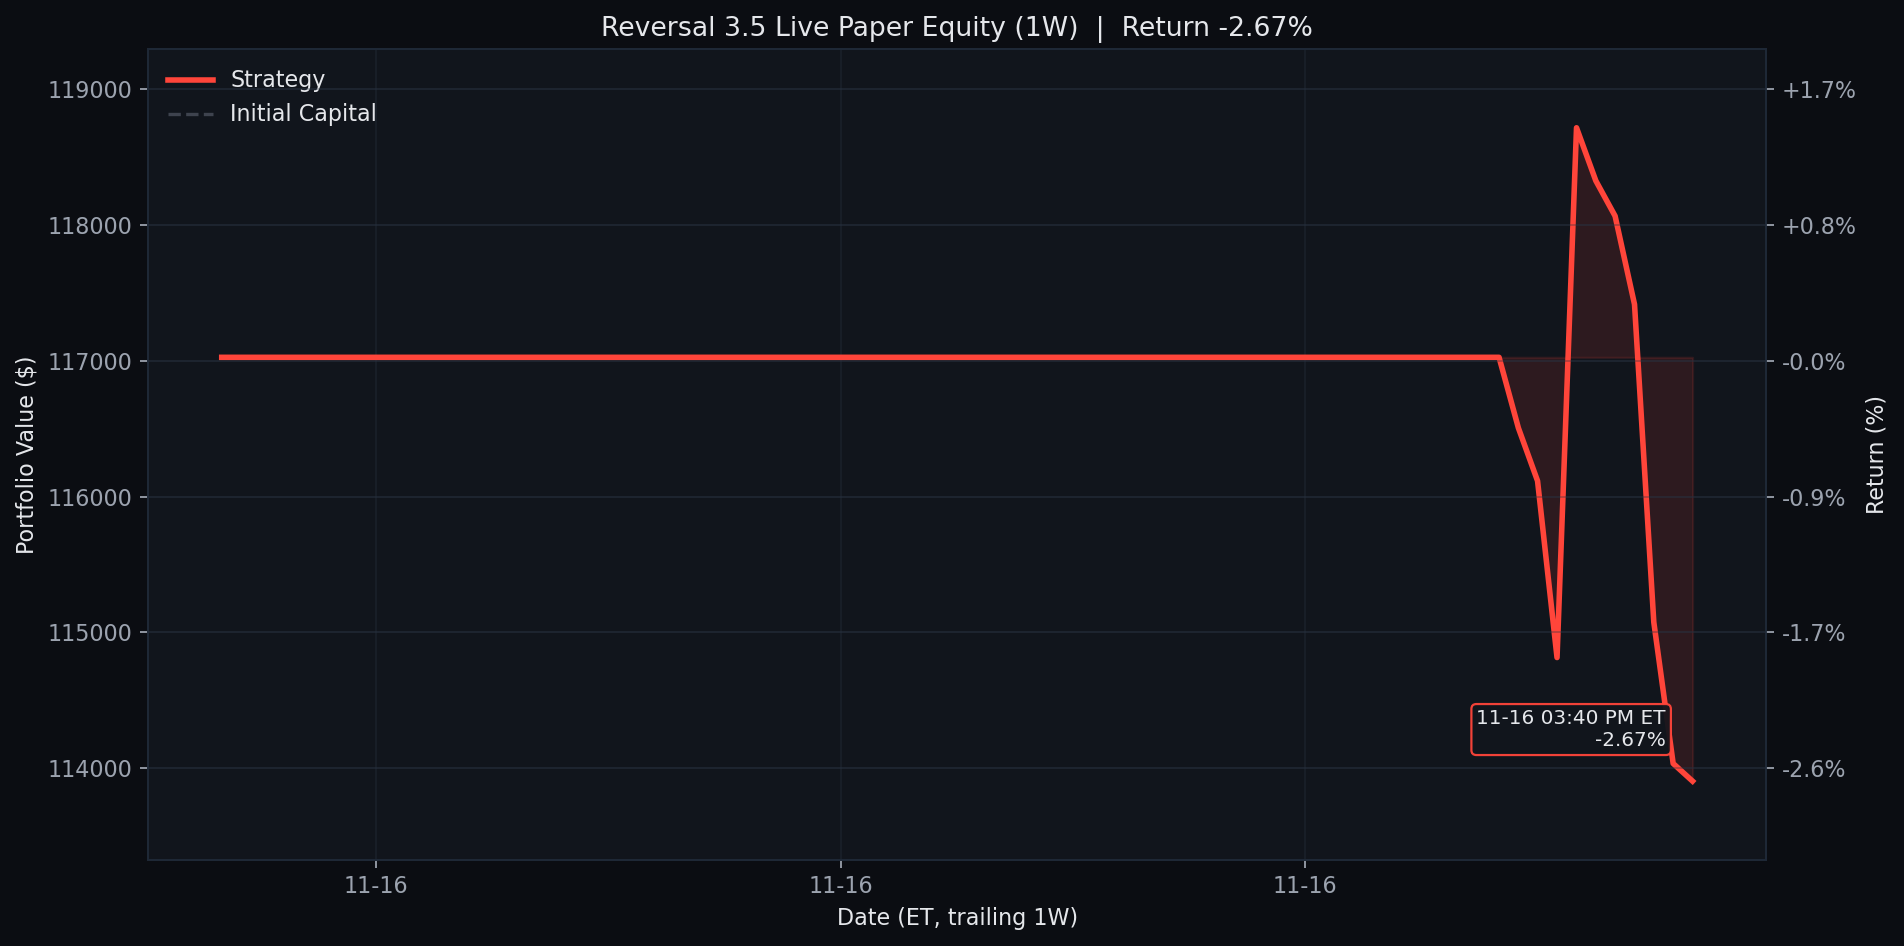 Reversal 3.5 Live Paper Equity (1W)  |  Return -2.67%
Strategy
Initial Capital
119000
118000
117000
116000
115000
114000
Portfolio Value ($)
+1.7%
+0.8%
-0.0%
-0.9%
-1.7%
-2.6%
Return (%)
11-16 03:40 PM ET
-2.67%
11-16
11-16
11-16
Date (ET, trailing 1W)